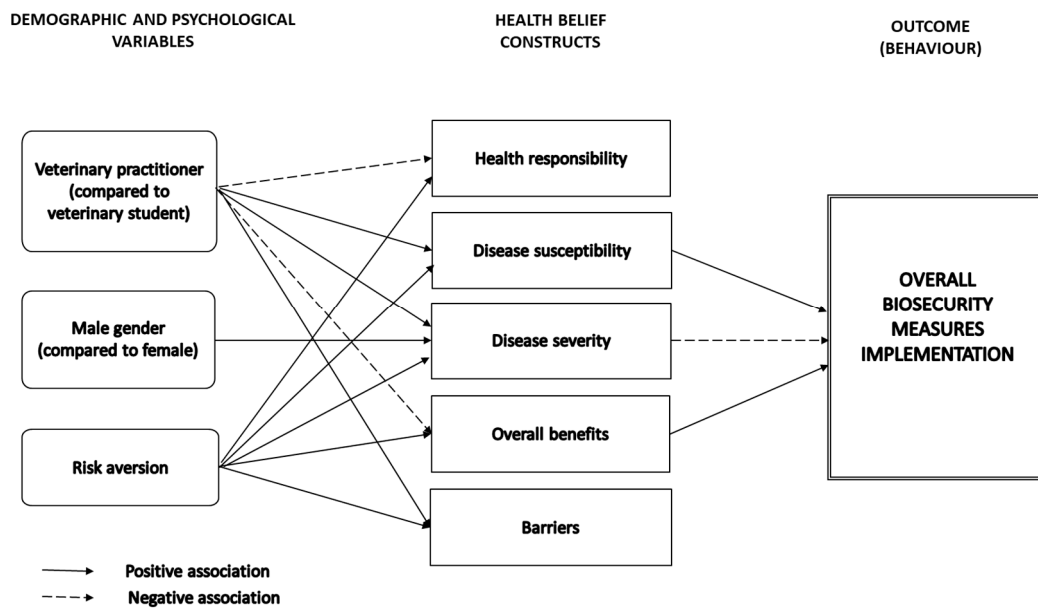 DEMOGRAPHIC AND PSYCHOLOGICAL
VARIABLES
HEALTH BELIEF
CONSTRUCTS
OUTCOME
(BEHAVIOUR)
Veterinary practitioner
(compared to
veterinary student)
Male gender
(compared to female)
Risk aversion
Health responsibility
Disease susceptibility
Disease severity
Overall benefits
Barriers
OVERALL
BIOSECURITY
MEASURES
IMPLEMENTATION
Positive association
Negative association